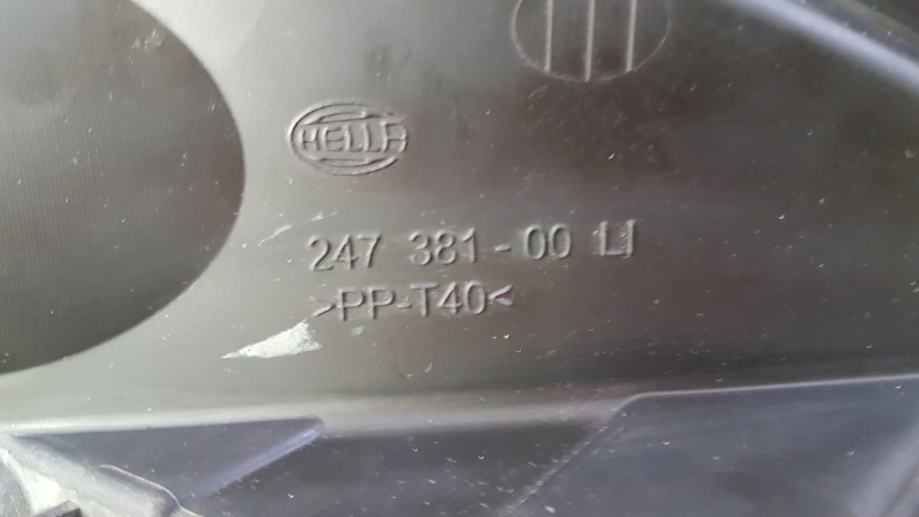 HELLA
247 381-00 LI
>PP-T40<